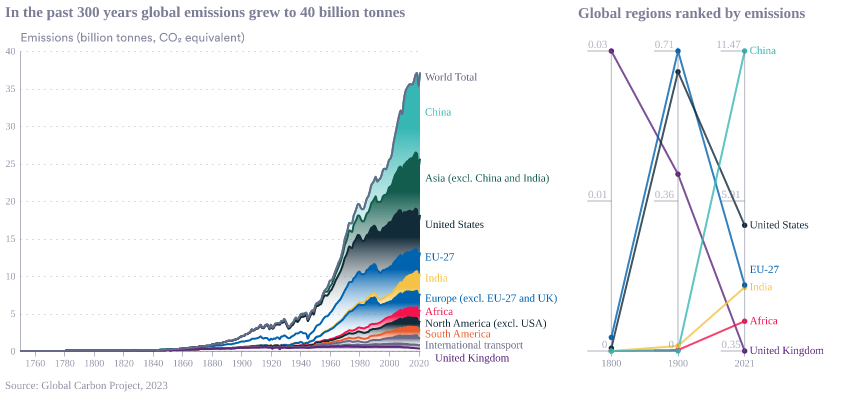 In the past 300 years global emissions grew to 40 billion tonnes
Emissions (billion tonnes, CO₂ equivalent)
40
35
30
25
20
15
10
5
0
1760 1780 1800 1820 1840 1860 1880 1900 1920 1940 1960 1980 2000 2020
World Total
China
Asia (excl. China and India)
United States
EU-27
India
Europe (excl. EU-27 and UK)
Africa
North America (excl. USA)
South America
International transport
United Kingdom
Source: Global Carbon Project, 2023
Global regions ranked by emissions
0.03 0.71 11.47
China
0.01 0.36 5.91
United States
EU-27
India
Africa
0 0 0.35 United Kingdom
1800 1900 2021